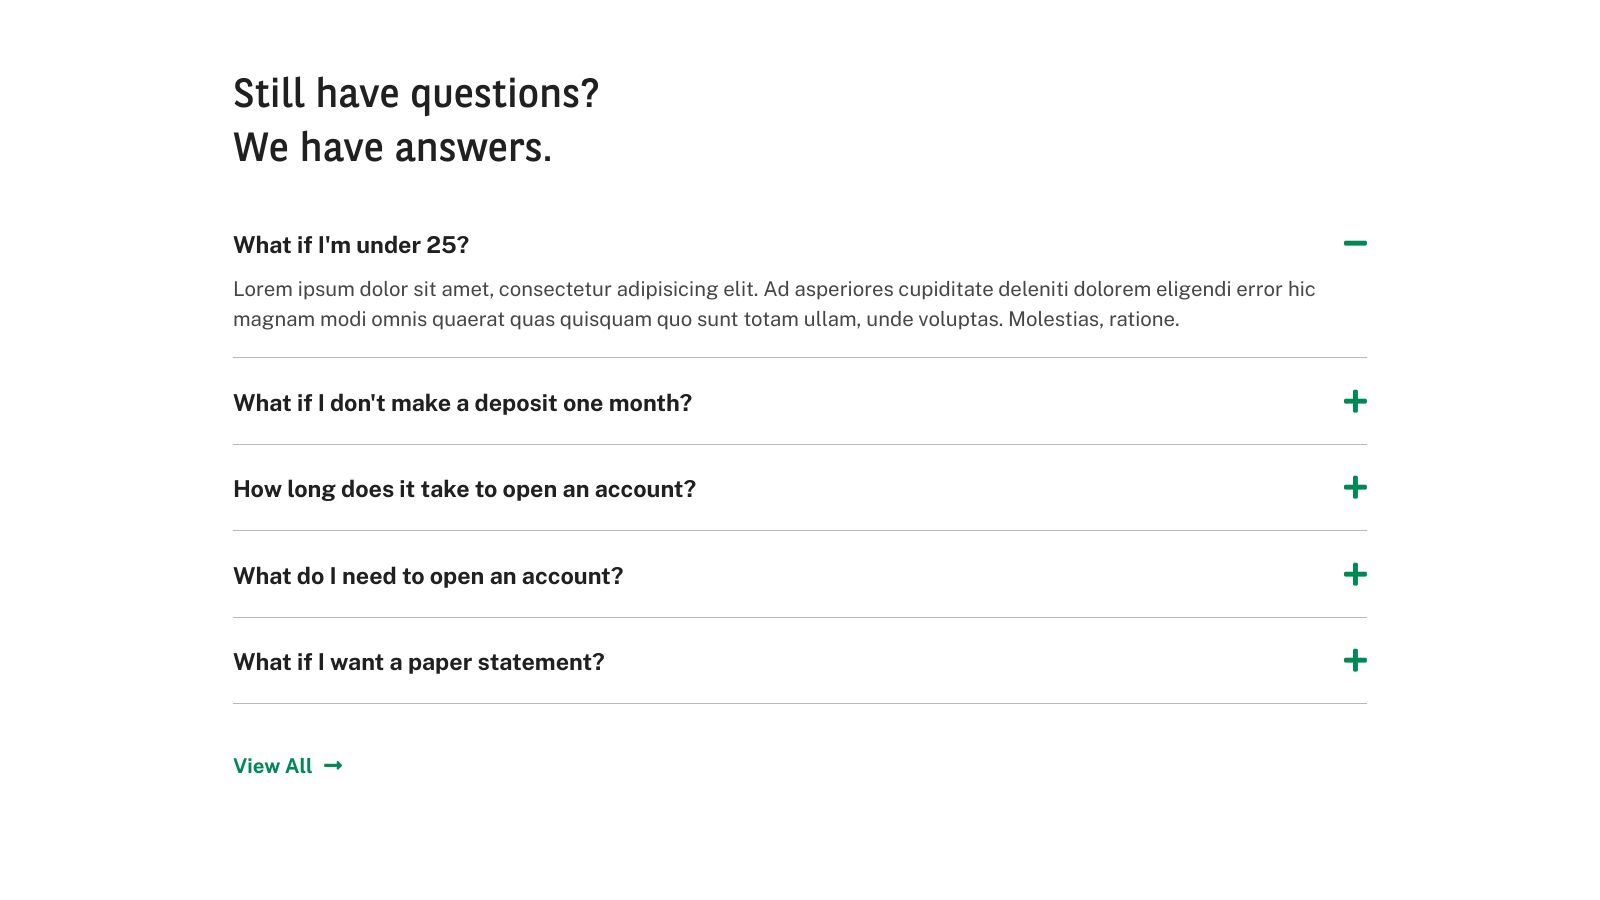 Still have questions?
We have answers.
What if I'm under 25?
Lorem ipsum dolor sit amet, consectetur adipisicing elit. Ad asperiores cupiditate deleniti dolorem eligendi error hic
magnam modi omnis quaerat quas quisquam quo sunt totam ullam, unde voluptas. Molestias, ratione.
What if I don't make a deposit one month?
How long does it take to open an account?
What do I need to open an account?
What if I want a paper statement?
View All